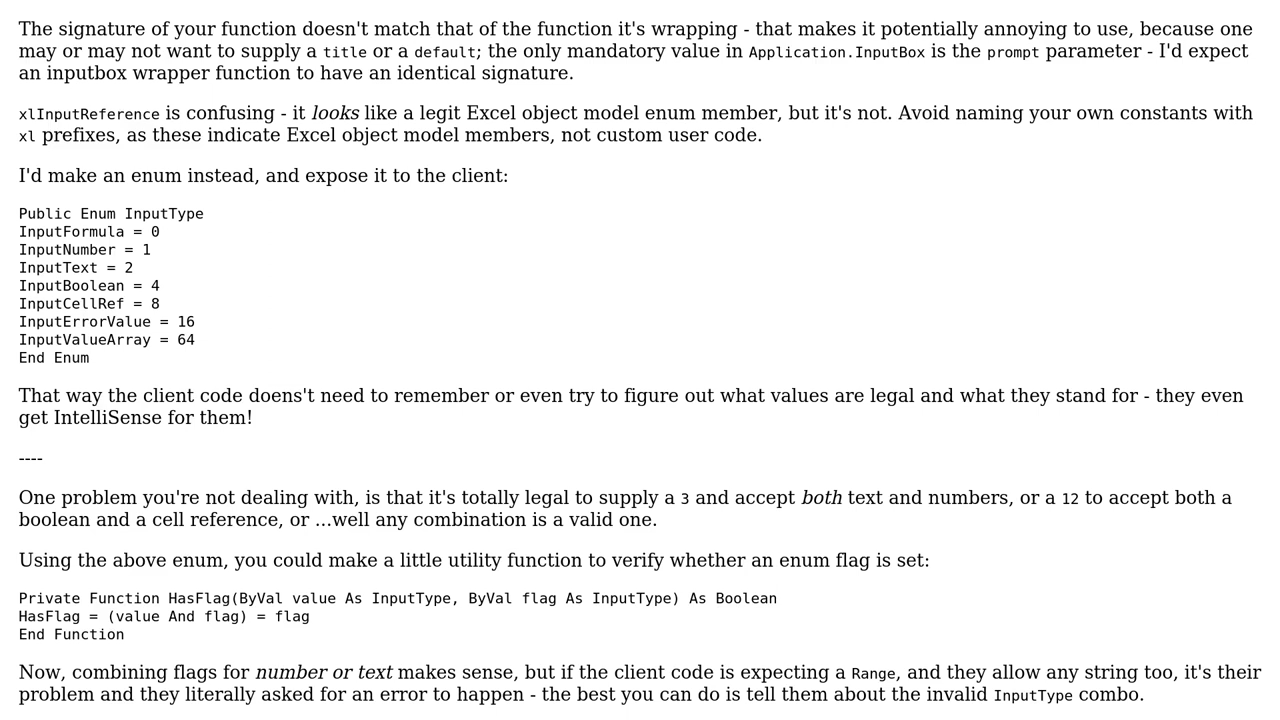 The signature of your function doesn't match that of the function it's wrapping - that makes it potentially annoying to use, because one
may or may not want to supply a title or a default; the only mandatory value in Application.InputBox is the prompt parameter - I'd expect
an inputbox wrapper function to have an identical signature.
xlInputReference is confusing - it looks like a legit Excel object model enum member, but it's not. Avoid naming your own constants with
xl prefixes, as these indicate Excel object model members, not custom user code.
I'd make an enum instead, and expose it to the client:
Public Enum InputType
InputFormula = 0
InputNumber = 1
InputText = 2
InputBoolean = 4
InputCellRef = 8
InputErrorValue = 16
InputValueArray = 64
End Enum
That way the client code doens't need to remember or even try to figure out what values are legal and what they stand for - they even
get IntelliSense for them!
----
One problem you're not dealing with, is that it's totally legal to supply a 3 and accept both text and numbers, or a 12 to accept both a
boolean and a cell reference, or ...well any combination is a valid one.
Using the above enum, you could make a little utility function to verify whether an enum flag is set:
Private Function HasFlag(ByVal value As InputType, ByVal flag As InputType) As Boolean
HasFlag = (value And flag) = flag
End Function
Now, combining flags for number or text makes sense, but if the client code is expecting a Range, and they allow any string too, it's their
problem and they literally asked for an error to happen - the best you can do is tell them about the invalid InputType combo.